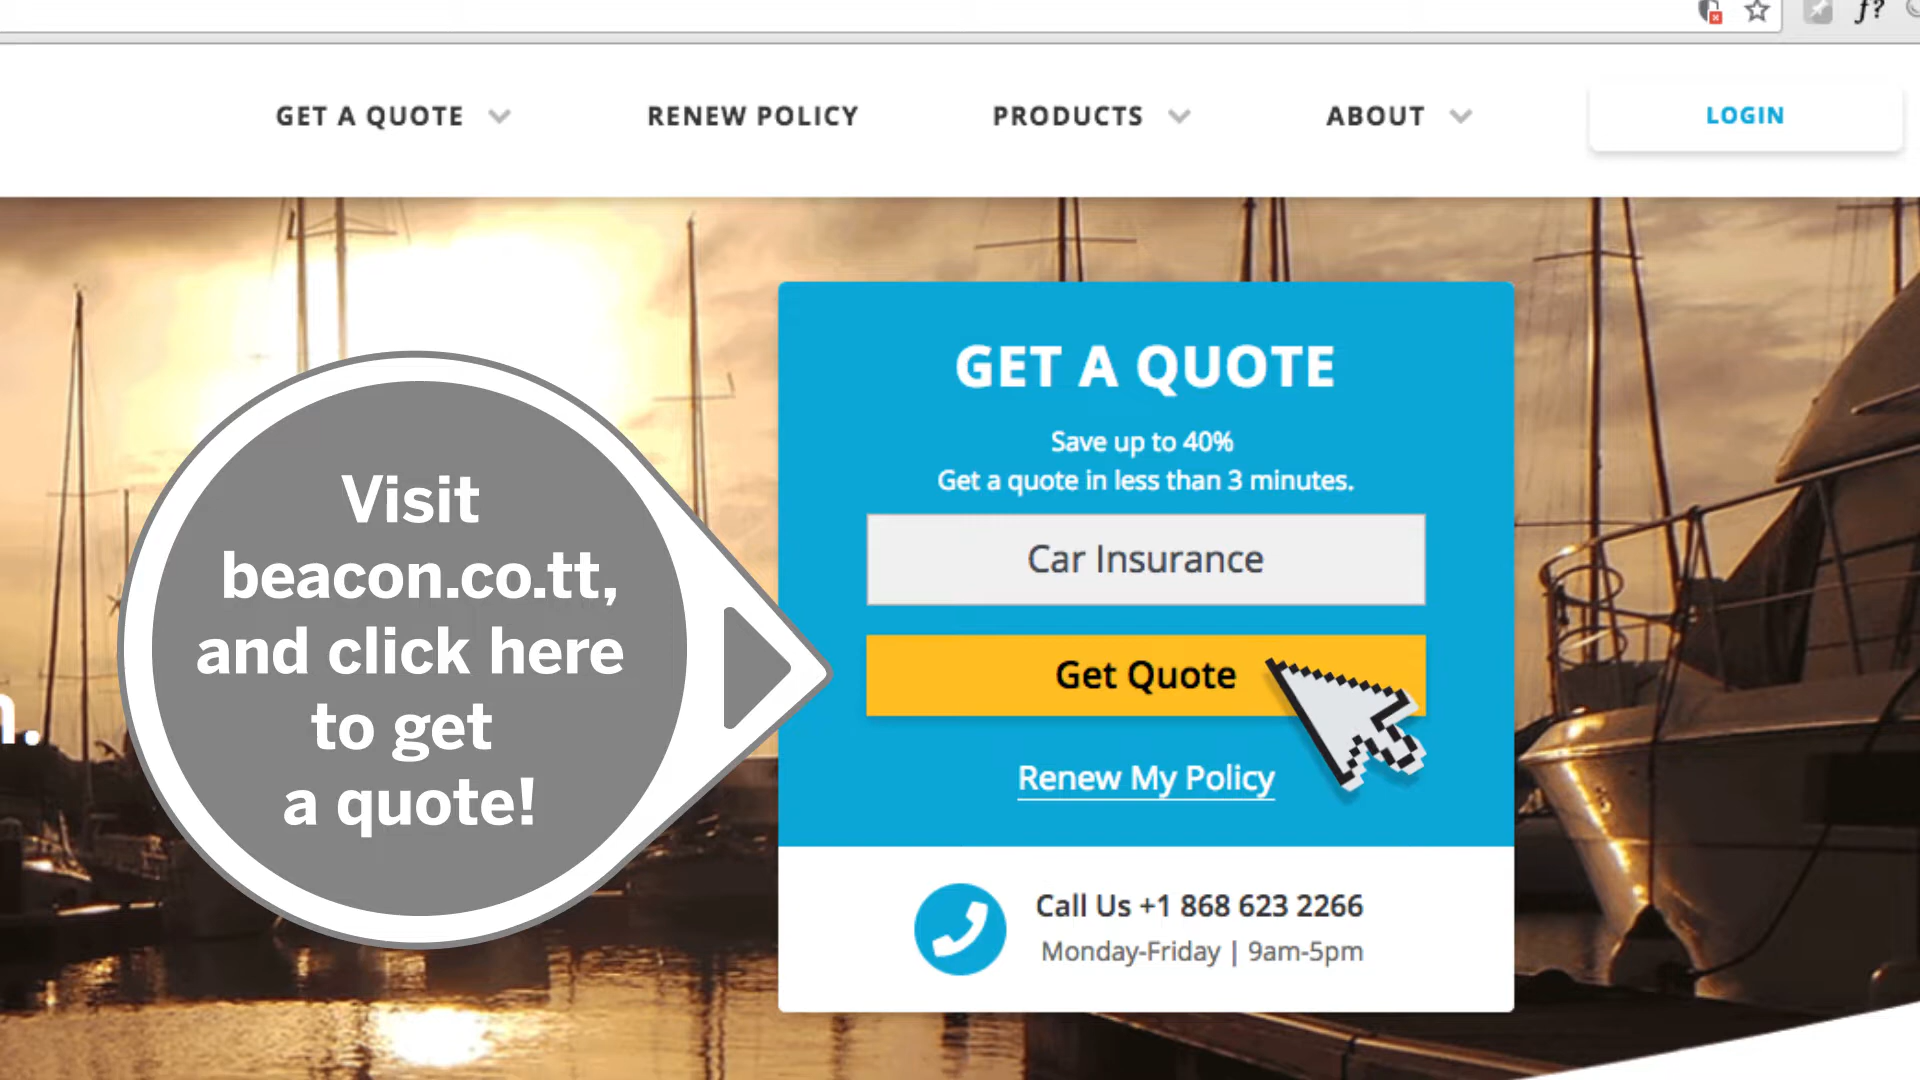 f?
GET A QUOTE
RENEW POLICY
PRODUCTS
ABOUT
LOGIN
Visit
beacon.co.tt,
and click here
to get
a quote!
GET A QUOTE
Save up to 40%
Get a quote in less than 3 minutes.
Car Insurance
Get Quote
Renew My Policy
Call Us +1 868 623 2266
Monday-Friday | 9am-5pm